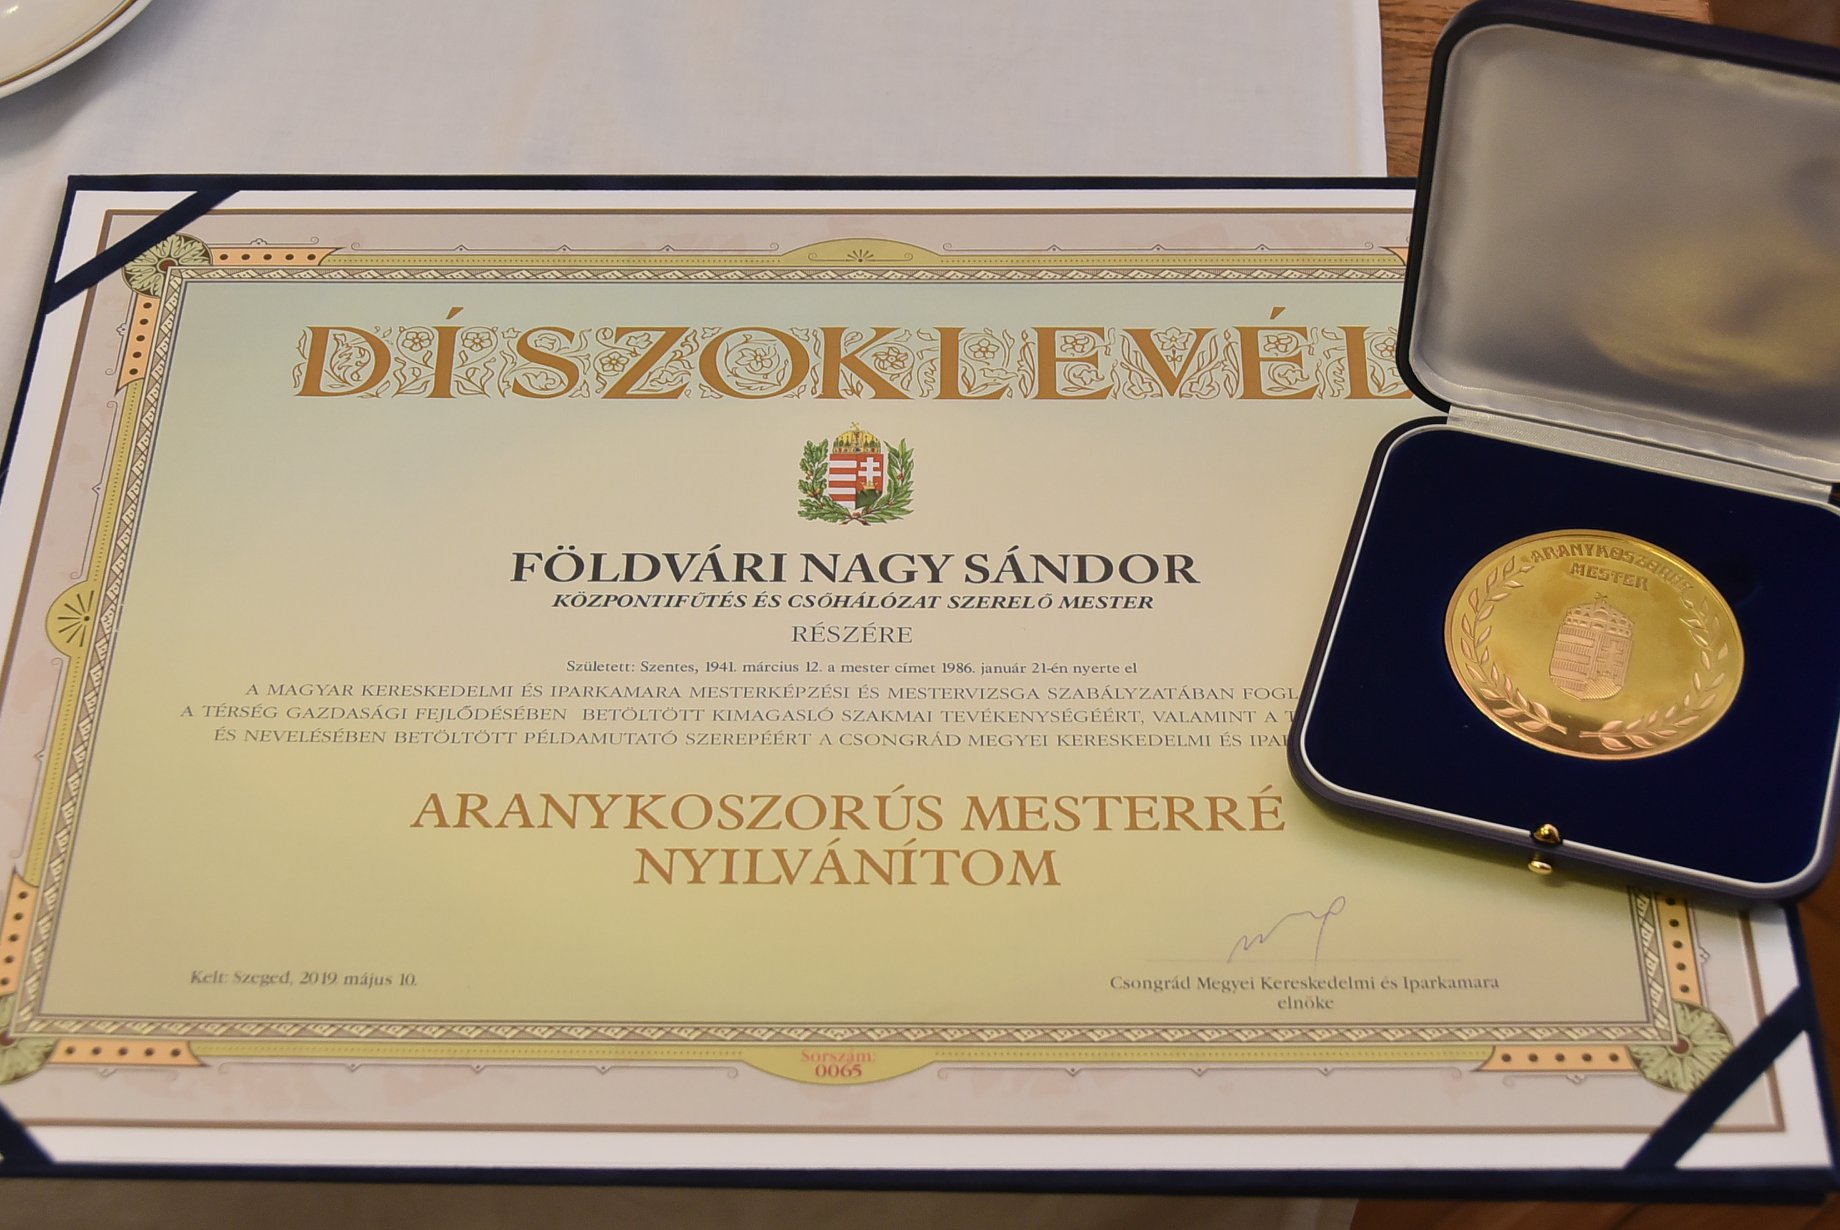 DÍSZOKLEVÉL
FÖLDVÁRI NAGY SÁNDOR
KÖZPONTIFŰTÉS ÉS CSŐHÁLÓZAT SZERELŐ MESTER
RÉSZÉRE
Született: Szentes, 1941. március 12. a mester címet 1986. január 21-én nyerte el
A MAGYAR KERESKEDELMI ÉS IPARKAMARA MESTERKÉPZÉSI ÉS MESTERVIZSGA SZABÁLYZATÁBAN FOGL
A TÉRSÉG GAZDASÁGI FEJLŐDÉSÉBEN BETÖLTÖTT KIMAGASLÓ SZAKMAI TEVÉKENYSÉGÉÉRT, VALAMINT A T
ÉS NEVELÉSÉBEN BETÖLTÖTT PÉLDAMUTATÓ SZEREPÉÉRT A CSONGRÁD MEGYEI KERESKEDELMI ÉS IPA
ARANYKOSZORÚS MESTERRÉ
NYILVÁNÍTOM
Kelt: Szeged, 2019. május 10.
Csongrád Megyei Kereskedelmi és Iparkamara
elnöke
Sorszám:
0065
ARANYKOSZORÚS
MESTER